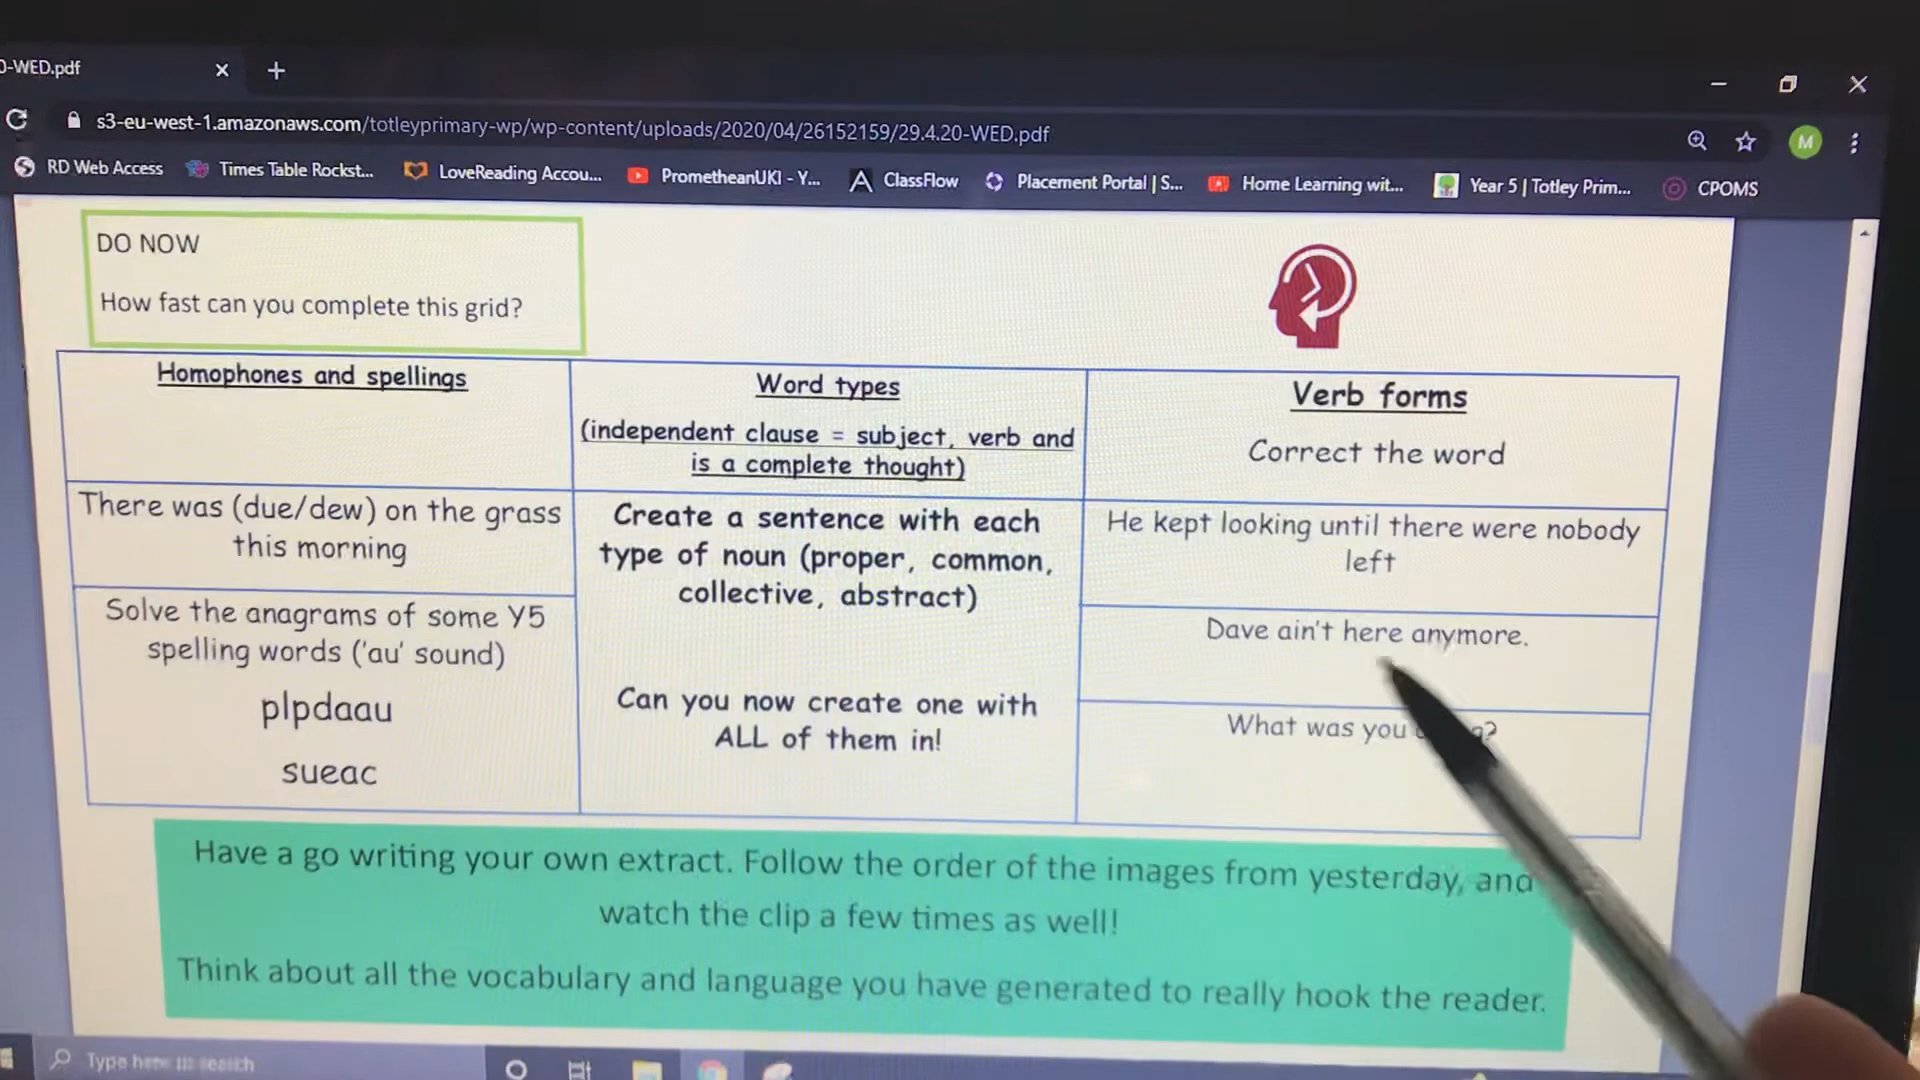 0-WED.pdf
s3-eu-west-1.amazonaws.com/totleyprimary-wp/wp-content/uploads/2020/04/26152159/29.4.20-WED.pdf
M
RD Web Access
Times Table Rockst...
LoveReading Accou...
PrometheanUKI - Y...
ClassFlow
Placement Portal | S...
Home Learning wit...
Year 5 | Totley Prim...
CPOMS
DO NOW
How fast can you complete this grid?
Homophones and spellings
There was (due/dew) on the grass
this morning
Solve the anagrams of some Y5
spelling words ('au' sound)
plpdaau
sueac
Word types
(independent clause = subject, verb and
is a complete thought)
Create a sentence with each
type of noun (proper, common,
collective, abstract)
Can you now create one with
ALL of them in!
Verb forms
Correct the word
He kept looking until there were nobody
left
Dave ain't here anymore.
What was you
Have a go writing your own extract. Follow the order of the images from yesterday, and
watch the clip a few times as well!
Think about all the vocabulary and language you have generated to really hook the reader.
Type here to search